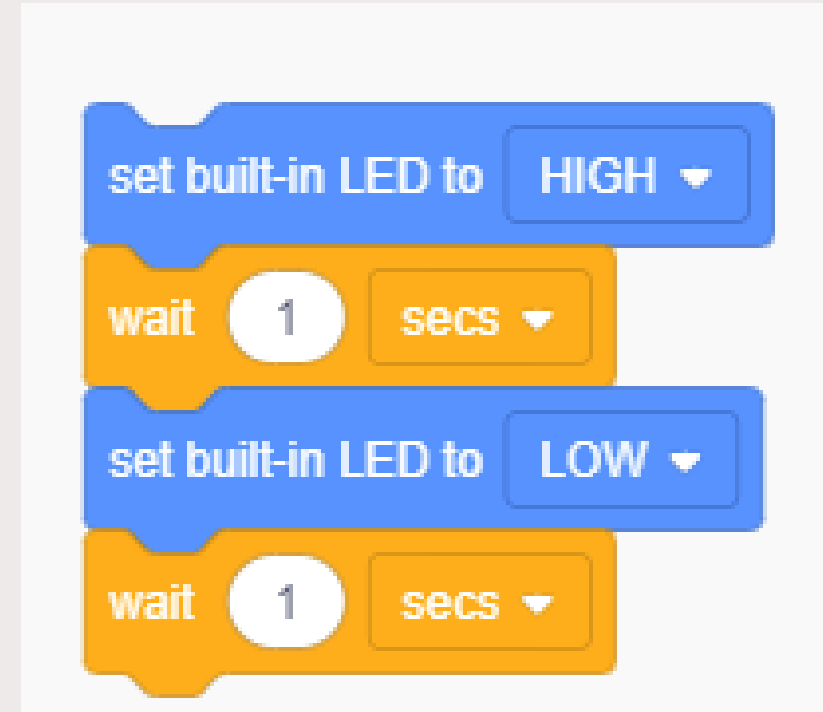 set built-in LED to HIGH
wait 1 secs
set built-in LED to LOW
wait 1 secs